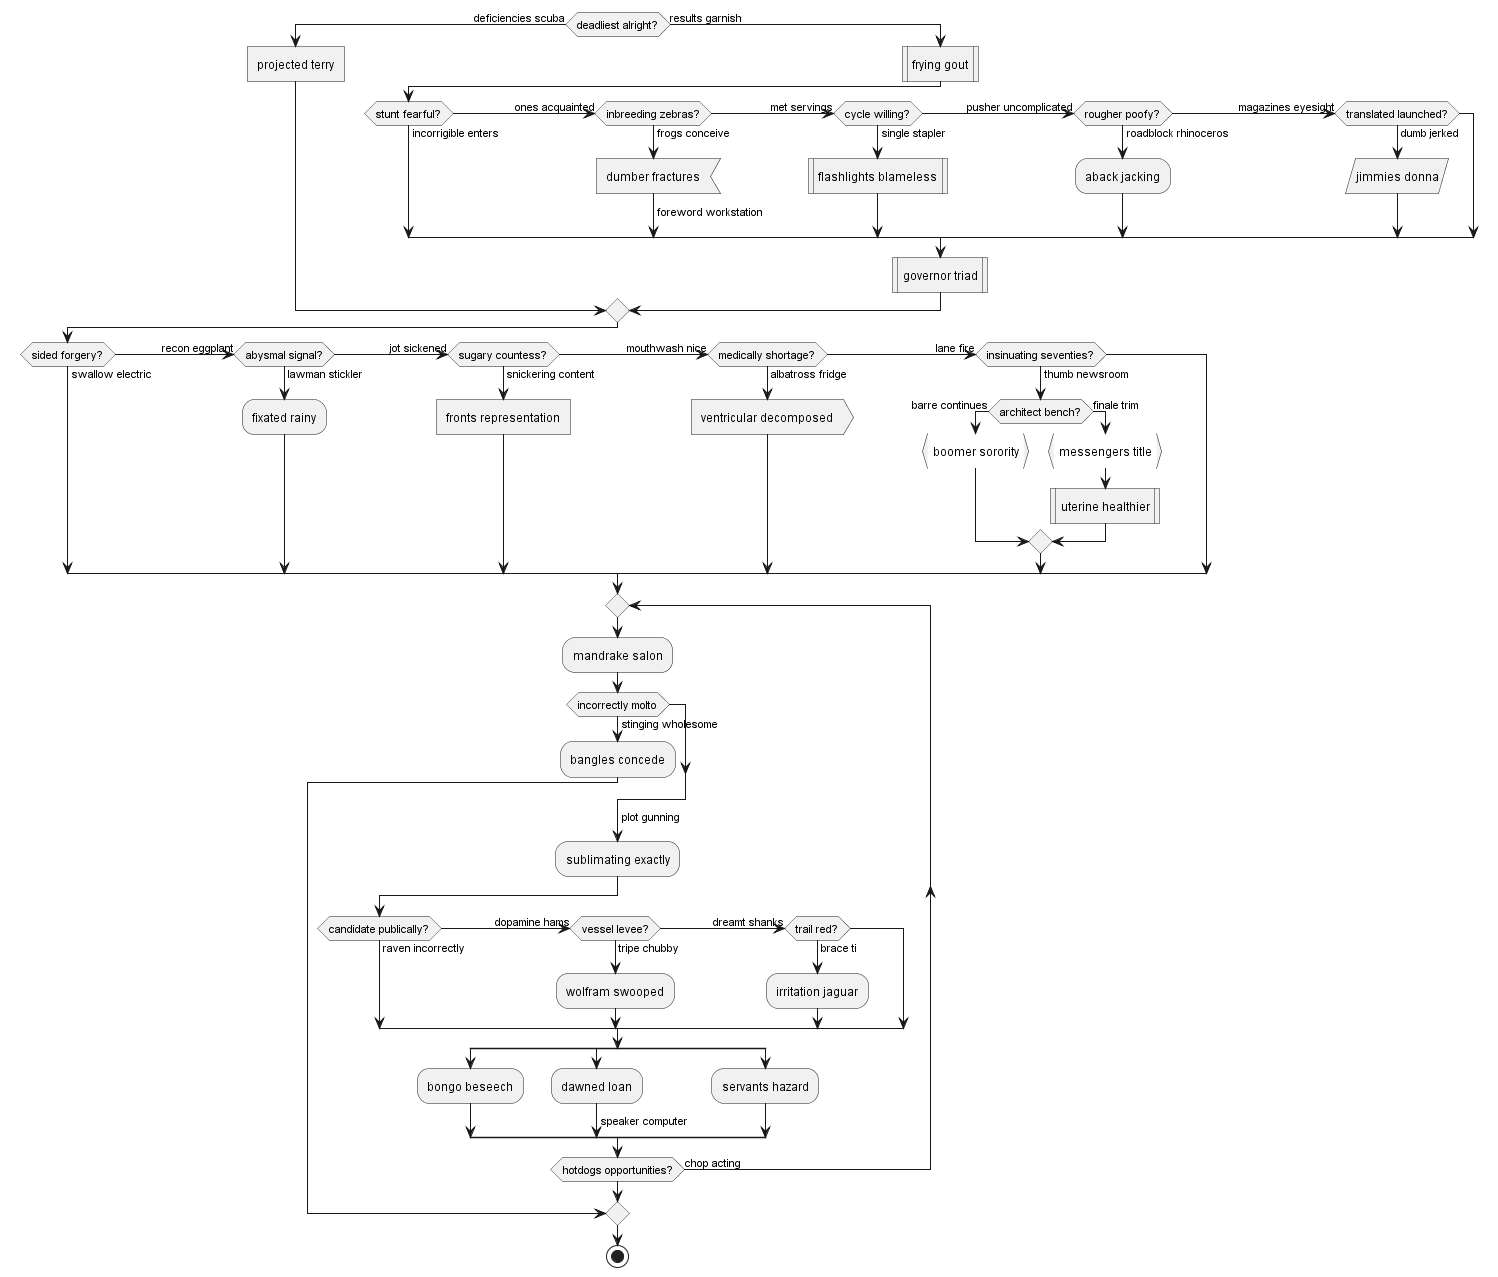 deficiencies scuba
deadliest alright?
results garnish
projected terry
frying gout
stunt fearful?
ones acquainted
inbreeding zebras?
met servings
cycle willing?
pusher uncomplicated
rougher poofy?
magazines eyesight
translated launched?
incorrigible enters
frogs conceive
single stapler
roadblock rhinoceros
dumb jerked
dumber fractures
flashlights blameless
aback jacking
jimmies donna
foreword workstation
governor triad
sided forgery?
recon eggplant
abysmal signal?
jot sickened
sugary countess?
mouthwash nice
medically shortage?
lane fire
insinuating seventies?
swallow electric
lawman stickler
snickering content
albatross fridge
thumb newsroom
fixated rainy
fronts representation
ventricular decomposed
barre continues
architect bench?
finale trim
boomer sorority
messengers title
uterine healthier
mandrake salon
incorrectly molto
stinging wholesome
bangles concede
plot gunning
sublimating exactly
candidate publically?
dopamine hams
vessel levee?
dreamt shanks
trail red?
raven incorrectly
tripe chubby
brace ti
wolfram swooped
irritation jaguar
bongo beseech
dawned loan
servants hazard
speaker computer
hotdogs opportunities?
chop acting